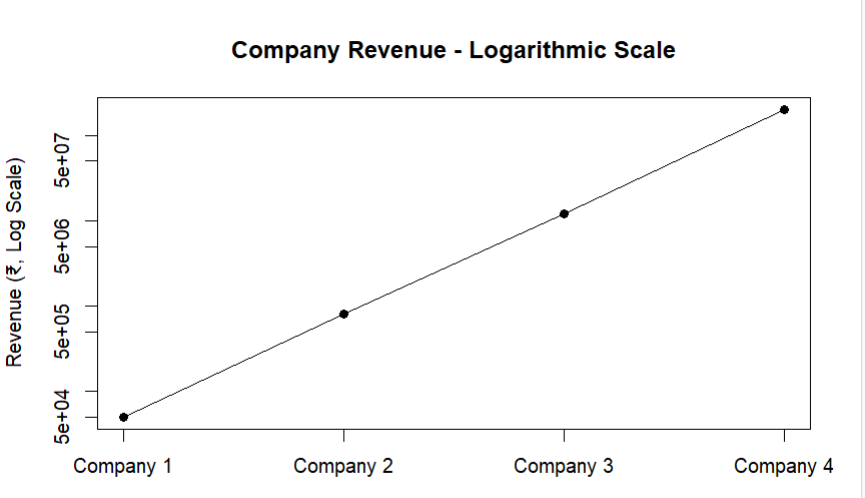 Company Revenue - Logarithmic Scale
Revenue (₹, Log Scale)
5e+07
5e+06
5e+05
5e+04
Company 1 Company 2 Company 3 Company 4